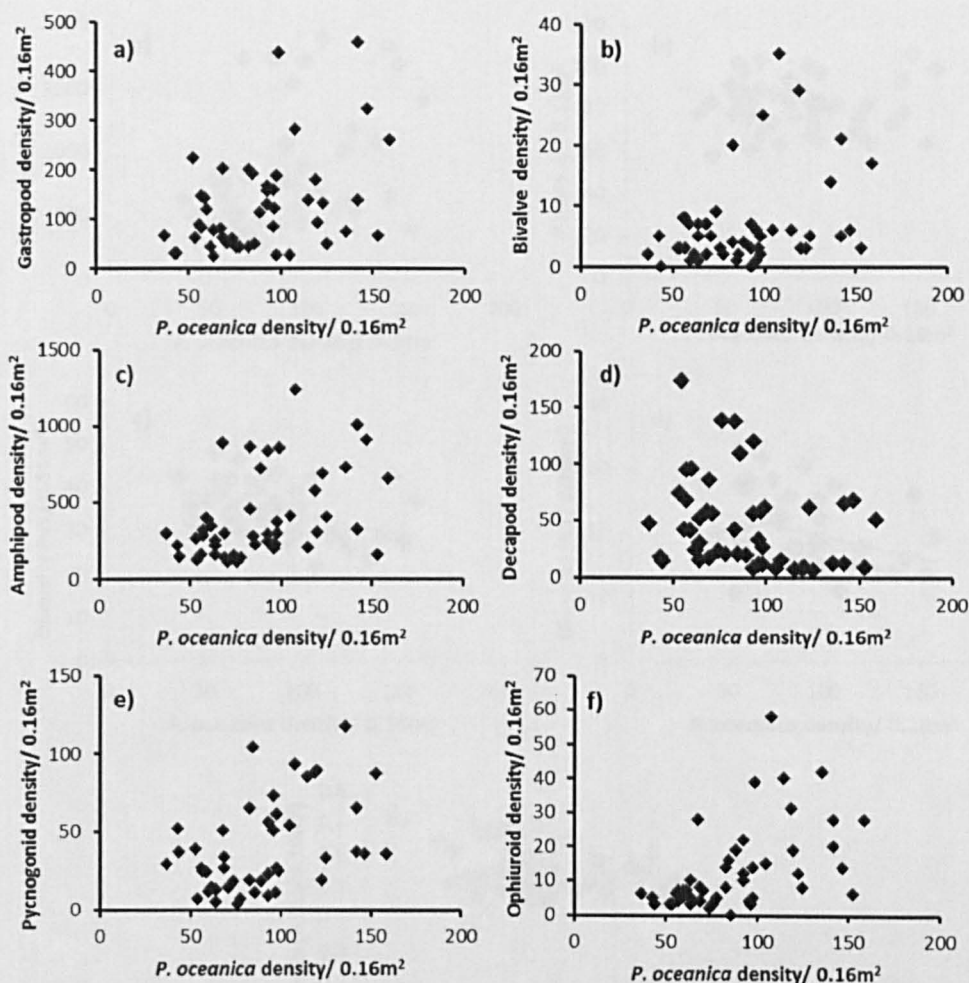 a)
Gastropod density/ 0.16m²
500
400
300
200
100
0
0 50 100 150 200
P. oceanica density/ 0.16m²
b)
Bivalve density/ 0.16m²
40
30
20
10
0
0 50 100 150 200
P. oceanica density/ 0.16m²
c)
Amphipod density/ 0.16m²
1500
1000
500
0
0 50 100 150 200
P. oceanica density/ 0.16m²
d)
Decapod density/ 0.16m²
200
150
100
50
0
0 50 100 150 200
P. oceanica density/ 0.16m²
e)
Pycnogonid density/ 0.16m²
150
100
50
0
0 50 100 150 200
P. oceanica density/ 0.16m²
f)
Ophiuroid density/ 0.16m²
70
60
50
40
30
20
10
0
0 50 100 150 200
P. oceanica density/ 0.16m²